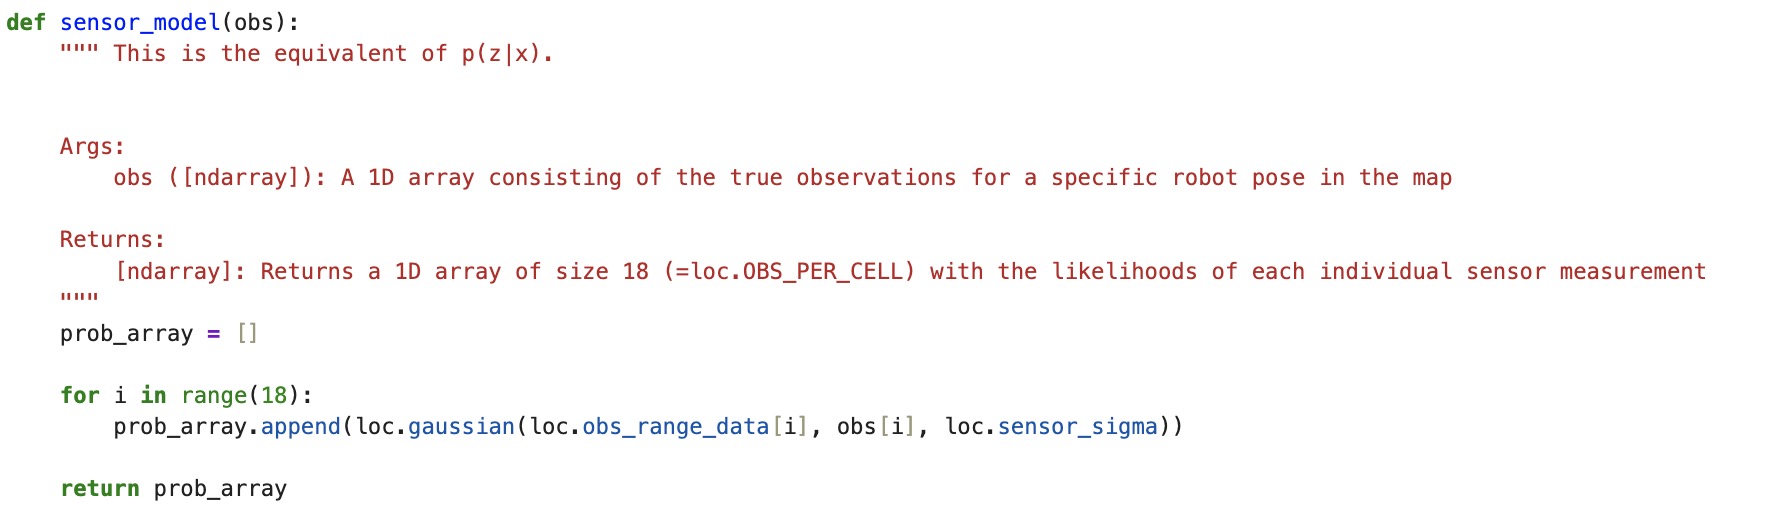 def sensor_model(obs):
    """ This is the equivalent of p(z|x).
    Args:
        obs ([ndarray]): A 1D array consisting of the true observations for a specific robot pose in the map
    Returns:
        [ndarray]: Returns a 1D array of size 18 (=loc.OBS_PER_CELL) with the likelihoods of each individual sensor measurement
    """
    prob_array = []
    for i in range(18):
        prob_array.append(loc.gaussian(loc.obs_range_data[i], obs[i], loc.sensor_sigma))
    return prob_array